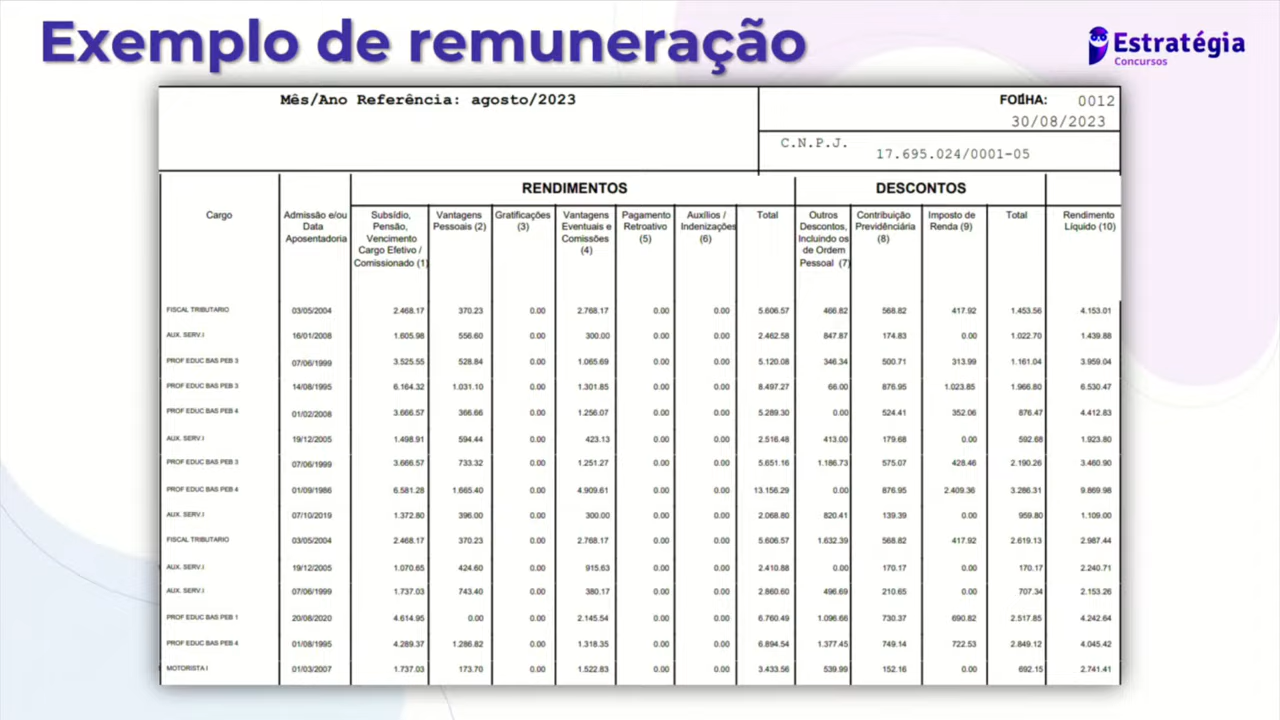 Exemplo de remuneração
Estratégia
Concursos
Mês/Ano Referência: agosto/2023
FOLHA: 0012
30/08/2023
C.N.P.J.
17.695.024/0001-05
RENDIMENTOS DESCONTOS
Cargo
Admissão e/ou
Data
Aposentadoria
Subsídio,
Pensão,
Vencimento
Cargo Efetivo /
Comissionado (1)
Vantagens
Pessoais (2)
Gratificações
(3)
Vantagens
Eventuais e
Comissões
(4)
Pagamento
Retroativo
(5)
Auxílios /
Indenizações
(6)
Total
Outros
Descontos,
Incluindo os
de Ordem
Pessoal (7)
Contribuição
Previdênciária
(8)
Imposto de
Renda (9)
Total
Rendimento
Líquido (10)
FISCAL TRIBUTARIO 03/05/2004 2.468.17 370.23 0.00 2.768.17 0.00 0.00 5.606.57 466.82 568.82 417.92 1.453.56 4.153.01
AUX. SERV.I 16/01/2008 1.605.98 556.60 0.00 300.00 0.00 0.00 2.462.58 847.87 174.83 0.00 1.022.70 1.439.88
PROF EDUC BAS PEB 3 07/06/1999 3.525.55 528.84 0.00 1.065.69 0.00 0.00 5.120.08 346.34 500.71 313.99 1.161.04 3.959.04
PROF EDUC BAS PEB 3 14/08/1995 6.164.32 1.031.10 0.00 1.301.85 0.00 0.00 8.497.27 66.00 876.95 1.023.85 1.966.80 6.530.47
PROF EDUC BAS PEB 4 01/02/2008 3.666.57 366.66 0.00 1.256.07 0.00 0.00 5.289.30 0.00 524.41 352.06 876.47 4.412.83
AUX. SERV.I 19/12/2005 1.498.91 594.44 0.00 423.13 0.00 0.00 2.516.48 413.00 179.68 0.00 592.68 1.923.80
PROF EDUC BAS PEB 3 07/06/1999 3.666.57 733.32 0.00 1.251.27 0.00 0.00 5.651.16 1.186.73 575.07 428.46 2.190.26 3.460.90
PROF EDUC BAS PEB 4 01/09/1986 6.581.28 1.665.40 0.00 4.909.61 0.00 0.00 13.156.29 0.00 876.95 2.409.36 3.286.31 9.869.98
AUX. SERV.I 07/10/2019 1.372.80 396.00 0.00 300.00 0.00 0.00 2.068.80 820.41 139.39 0.00 959.80 1.109.00
FISCAL TRIBUTARIO 03/05/2004 2.468.17 370.23 0.00 2.768.17 0.00 0.00 5.606.57 1.632.39 568.82 417.92 2.619.13 2.987.44
AUX. SERV.I 19/12/2005 1.070.65 424.60 0.00 915.63 0.00 0.00 2.410.88 0.00 170.17 0.00 170.17 2.240.71
AUX. SERV.I 07/06/1999 1.737.03 743.40 0.00 380.17 0.00 0.00 2.860.60 496.69 210.65 0.00 707.34 2.153.26
PROF EDUC BAS PEB 1 20/08/2020 4.614.95 0.00 0.00 2.145.54 0.00 0.00 6.760.49 1.096.66 730.37 690.82 2.517.85 4.242.64
PROF EDUC BAS PEB 4 01/08/1995 4.289.37 1.286.82 0.00 1.318.35 0.00 0.00 6.894.54 1.377.45 749.14 722.53 2.849.12 4.045.42
MOTORISTA I 01/03/2007 1.737.03 173.70 0.00 1.522.83 0.00 0.00 3.433.56 539.99 152.16 0.00 692.15 2.741.41